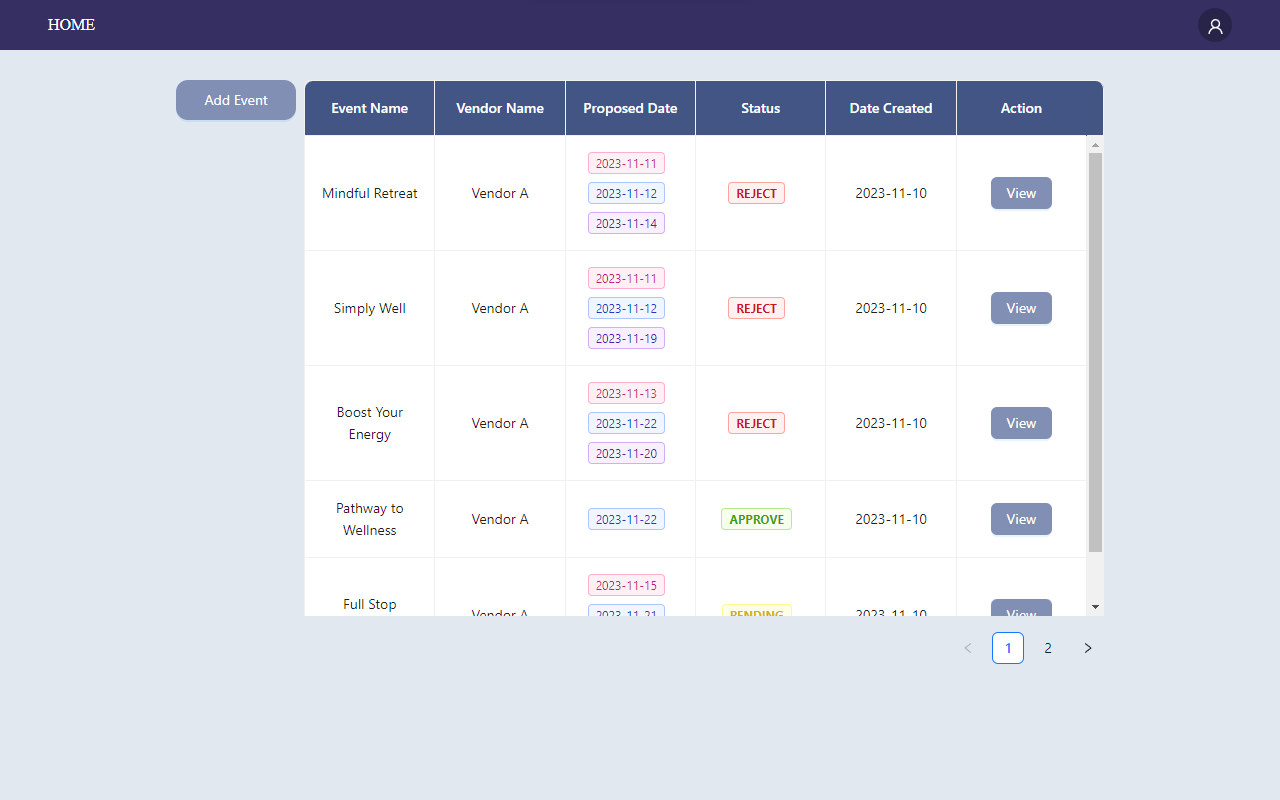 HOME
Add Event
Event Name Vendor Name Proposed Date Status Date Created Action
2023-11-11
Mindful Retreat Vendor A 2023-11-12 REJECT 2023-11-10 View
2023-11-14
2023-11-11
Simply Well Vendor A 2023-11-12 REJECT 2023-11-10 View
2023-11-19
2023-11-13
Boost Your
Energy Vendor A 2023-11-22 REJECT 2023-11-10 View
2023-11-20
Pathway to
Wellness Vendor A 2023-11-22 APPROVE 2023-11-10 View
2023-11-15
Full Stop
Vendor A 2023-11-21 PENDING 2023-11-10 View
1 2